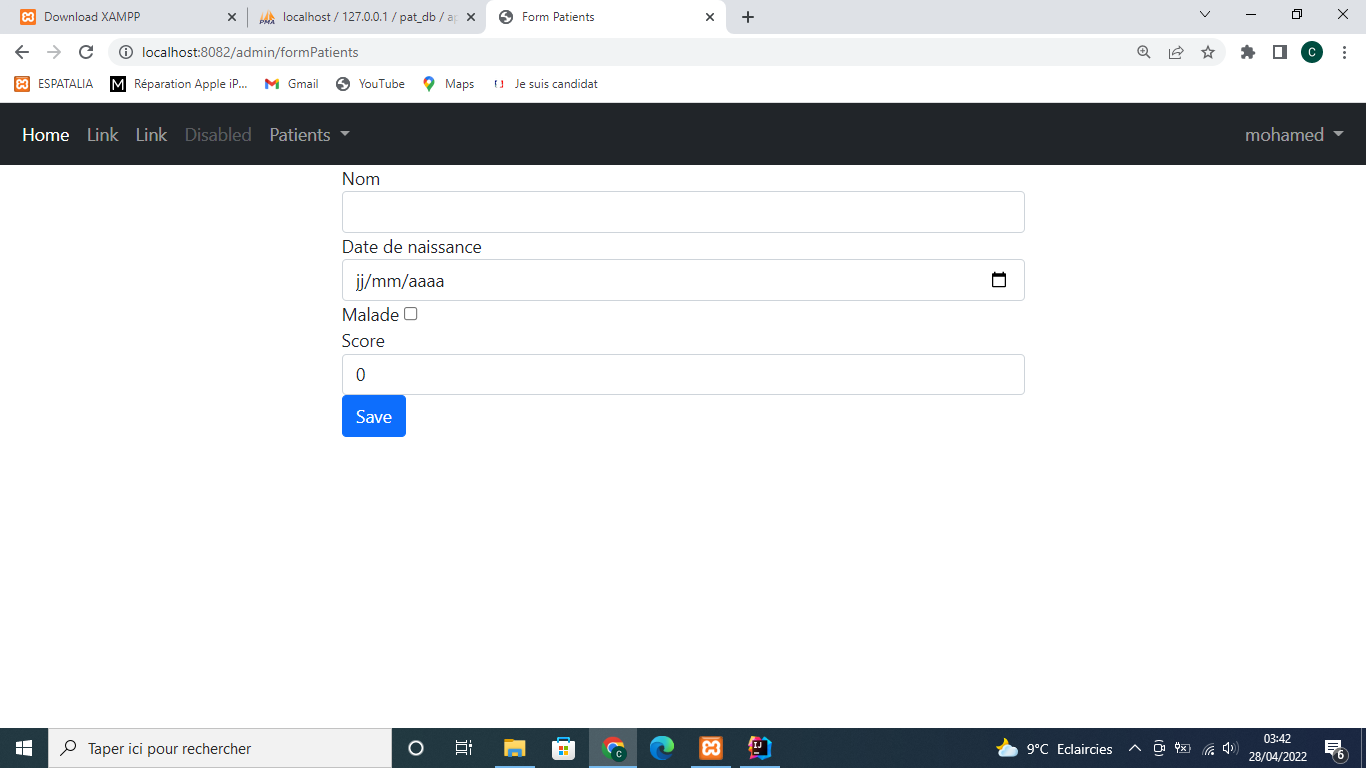 Download XAMPP
localhost / 127.0.0.1 / pat_db / ap
Form Patients
localhost:8082/admin/formPatients
C
ESPATALIA
M
Réparation Apple iP...
Gmail
YouTube
Maps
Je suis candidat
Home
Link
Link
Disabled
Patients
mohamed
Nom
Date de naissance
jj/mm/aaaa
Malade
Score
0
Save
Taper ici pour rechercher
9°C Eclaircies
03:42
28/04/2022
6